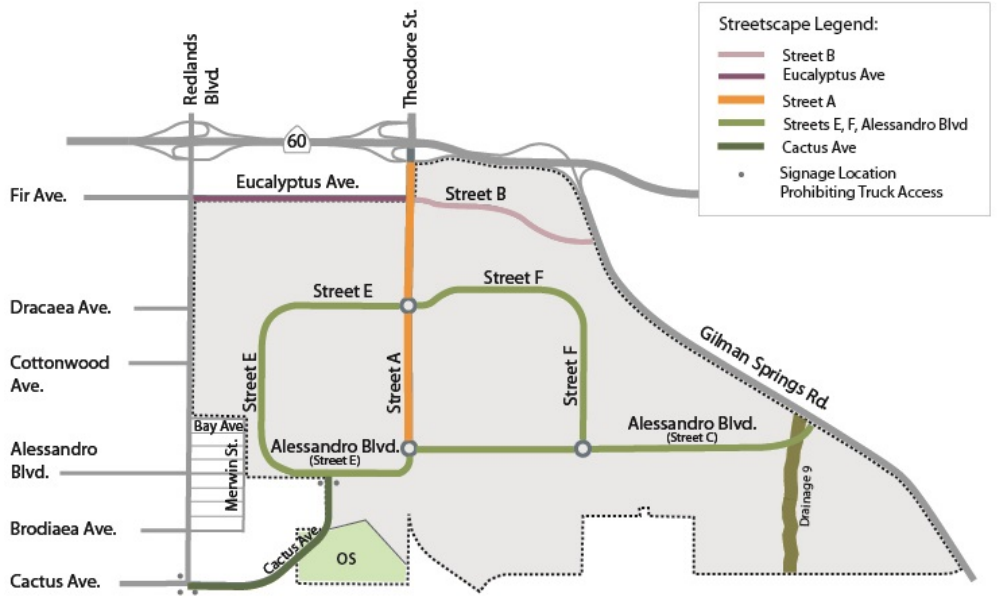 Streetscape Legend:
Street B
Eucalyptus Ave
Street A
Streets E, F, Alessandro Blvd
Cactus Ave
Signage Location
Prohibiting Truck Access
Redlands
Blvd.
Theodore St.
60
Fir Ave.
Eucalyptus Ave.
Street B
Street E
Street F
Dracaea Ave.
Cottonwood
Ave.
Street E
Street A
Street F
Gilman Springs Rd.
Bay Ave.
Alessandro Blvd.
(Street E)
Alessandro Blvd.
(Street C)
Alessandro
Blvd.
Merwin St.
Drainage 9
Brodiaea Ave.
Cactus Ave.
OS
Cactus Ave.